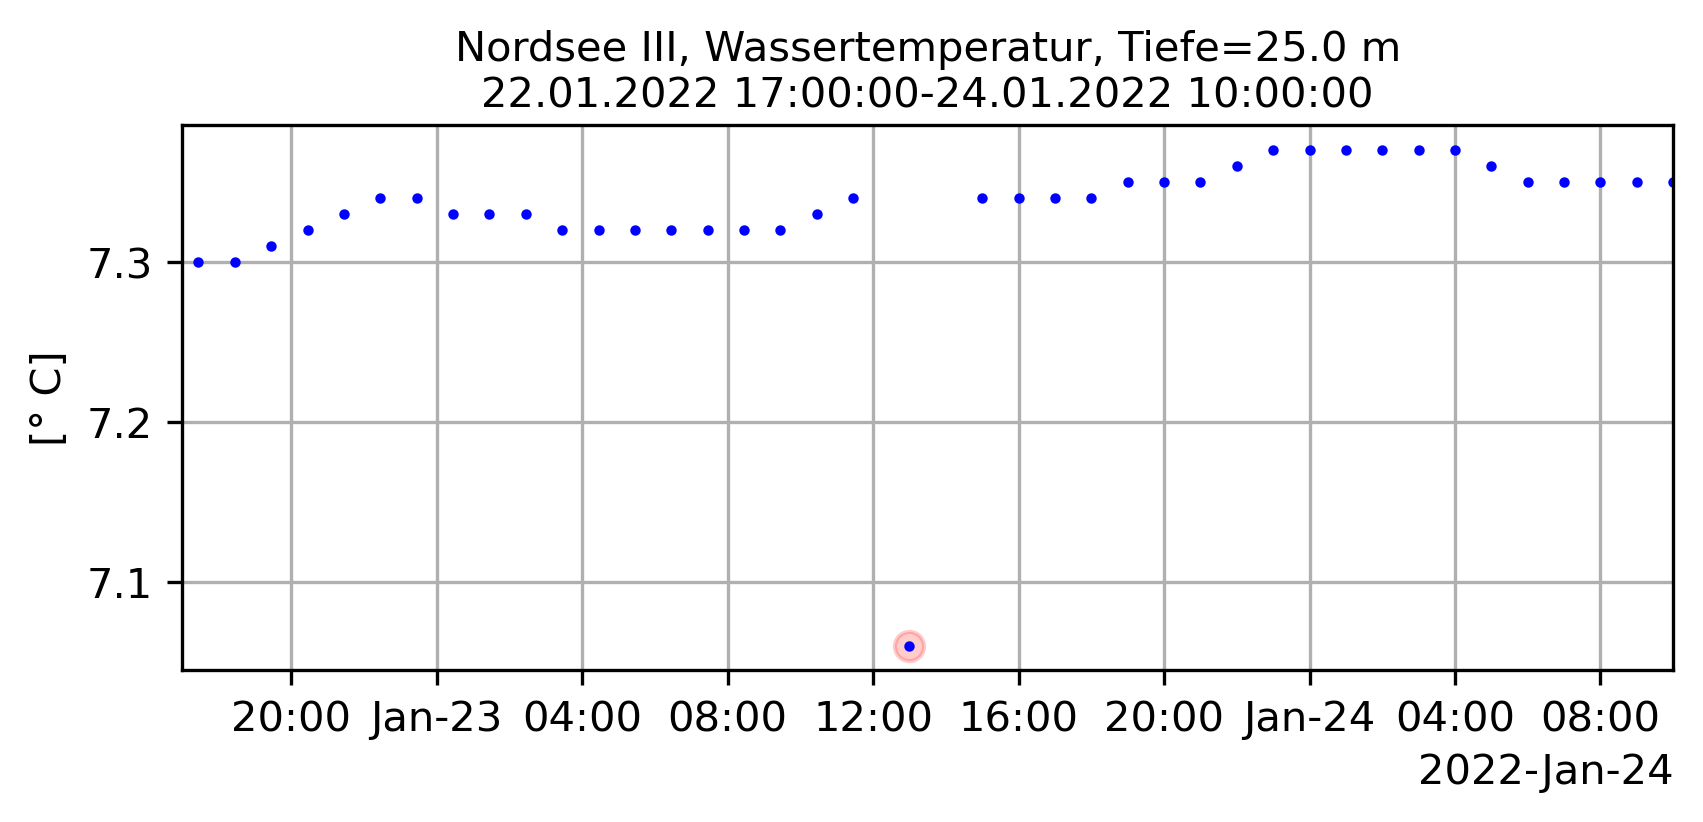 Nordsee III, Wassertemperatur, Tiefe=25.0 m
22.01.2022 17:00:00-24.01.2022 10:00:00
[° C]
7.3
7.2
7.1
20:00 Jan-23 04:00 08:00 12:00 16:00 20:00 Jan-24 04:00 08:00
2022-Jan-24